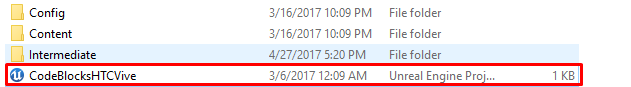 Config 3/16/2017 10:09 PM File folder
Content 3/16/2017 10:09 PM File folder
Intermediate 4/27/2017 5:20 PM File folder
CodeBlocksHTCVive 3/6/2017 12:09 AM Unreal Engine Proj... 1 KB